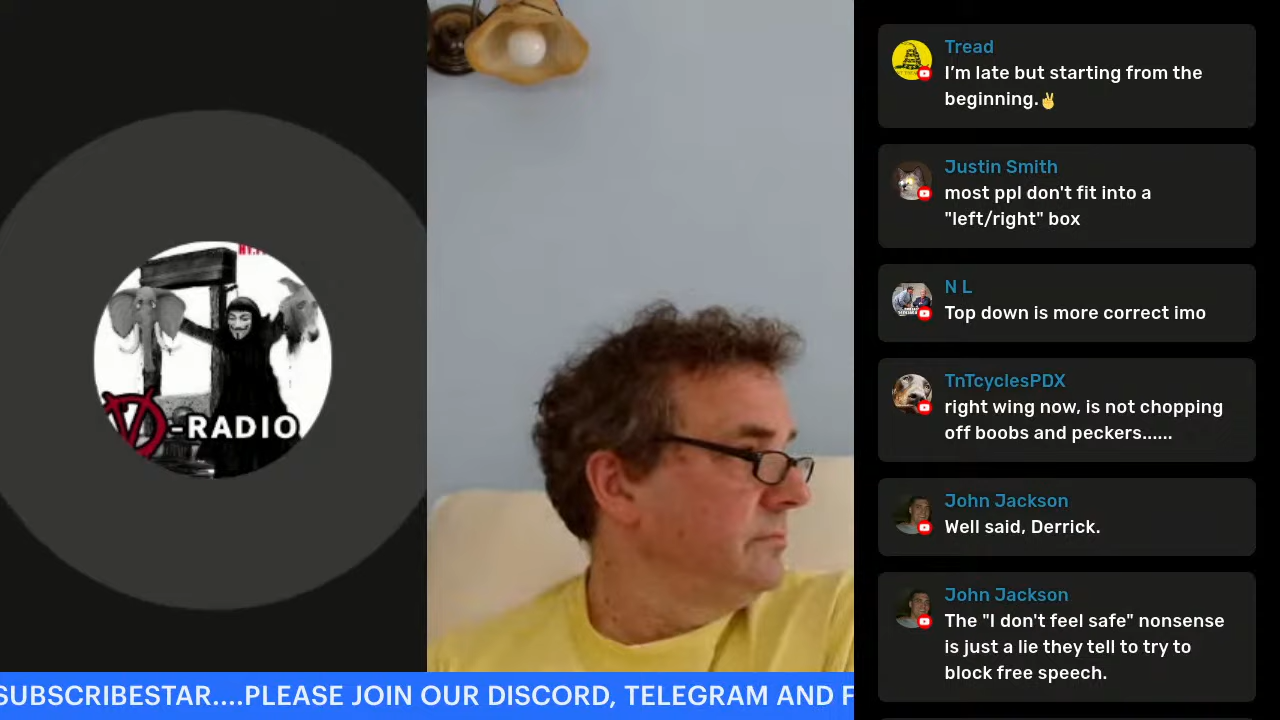 -RADIO
SUBSCRIBESTAR....PLEASE JOIN OUR DISCORD, TELEGRAM AND F
Tread
I’m late but starting from the
beginning.✌
Justin Smith
most ppl don't fit into a
"left/right" box
N L
Top down is more correct imo
TnTcyclesPDX
right wing now, is not chopping
off boobs and peckers......
John Jackson
Well said, Derrick.
John Jackson
The "I don't feel safe" nonsense
is just a lie they tell to try to
block free speech.